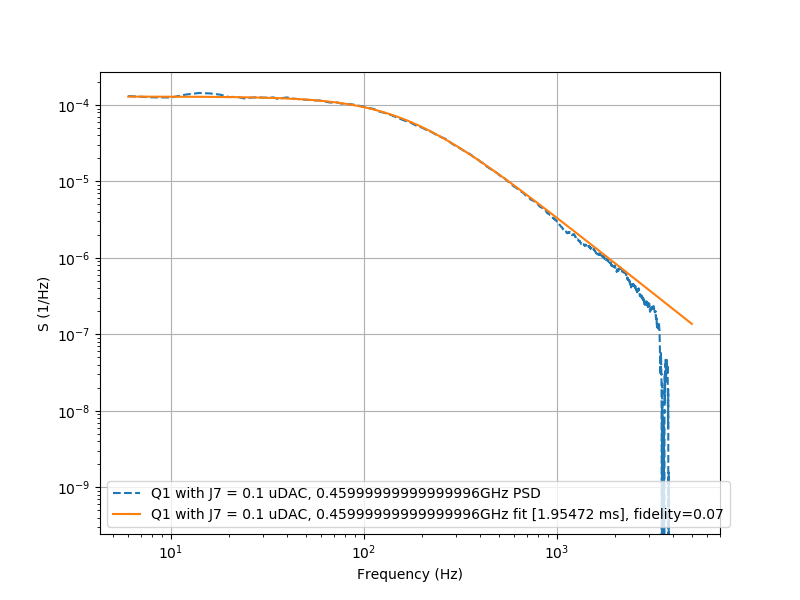 10⁻⁴
10⁻⁵
10⁻⁶
10⁻⁷
10⁻⁸
10⁻⁹
S (1/Hz)
Q1 with J7 = 0.1 uDAC, 0.45999999999999996GHz PSD
Q1 with J7 = 0.1 uDAC, 0.45999999999999996GHz fit [1.95472 ms], fidelity=0.07
10¹ 10² 10³
Frequency (Hz)